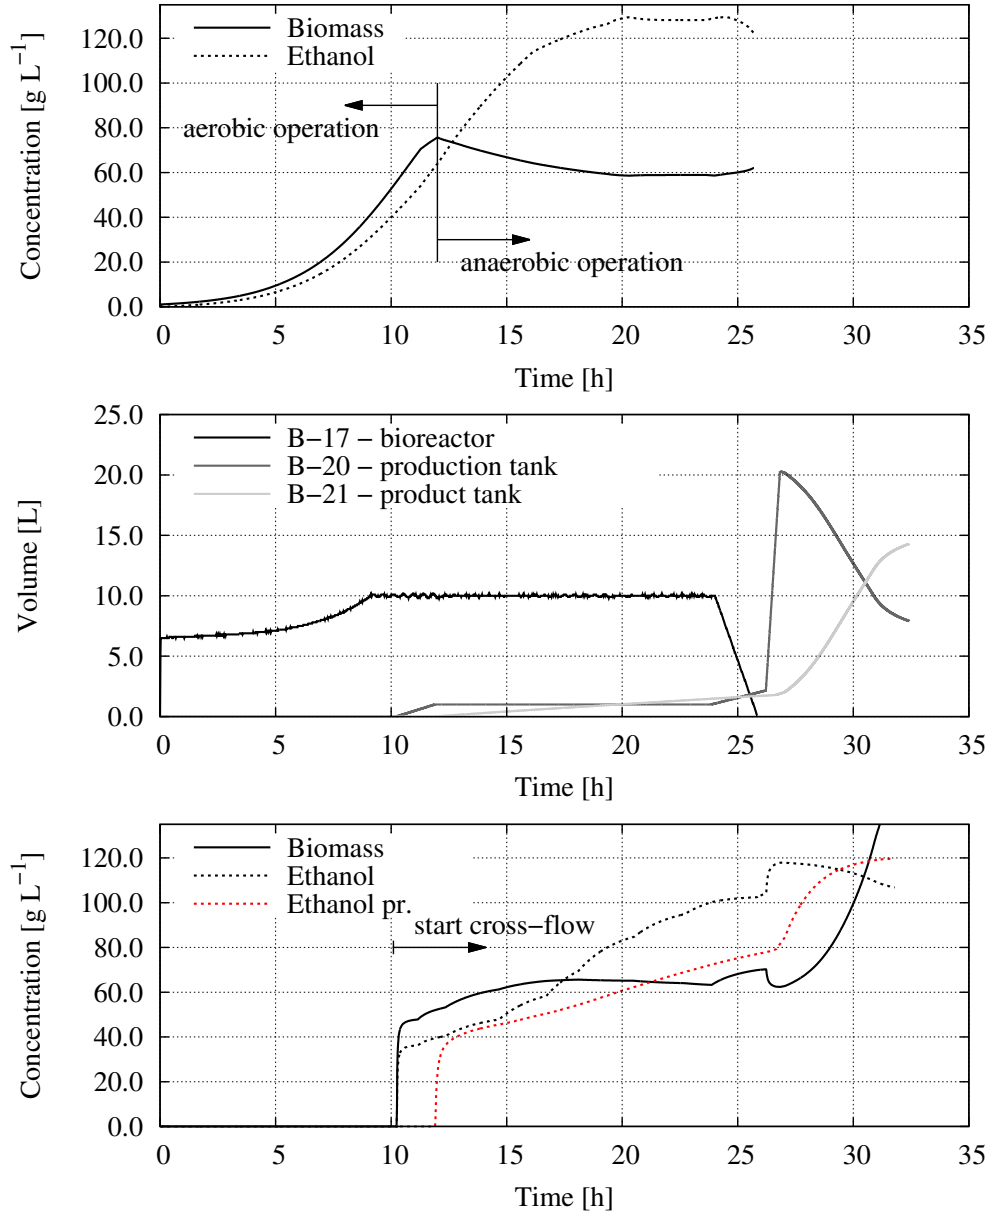 Concentration [g L⁻¹]
120.0
100.0
80.0
60.0
40.0
20.0
0.0
Biomass
Ethanol
aerobic operation
anaerobic operation
0 5 10 15 20 25 30 35
Time [h]
Volume [L]
25.0
20.0
15.0
10.0
5.0
0.0
B−17 − bioreactor
B−20 − production tank
B−21 − product tank
0 5 10 15 20 25 30 35
Time [h]
Concentration [g L⁻¹]
120.0
100.0
80.0
60.0
40.0
20.0
0.0
Biomass
Ethanol
Ethanol pr.
start cross−flow
0 5 10 15 20 25 30 35
Time [h]